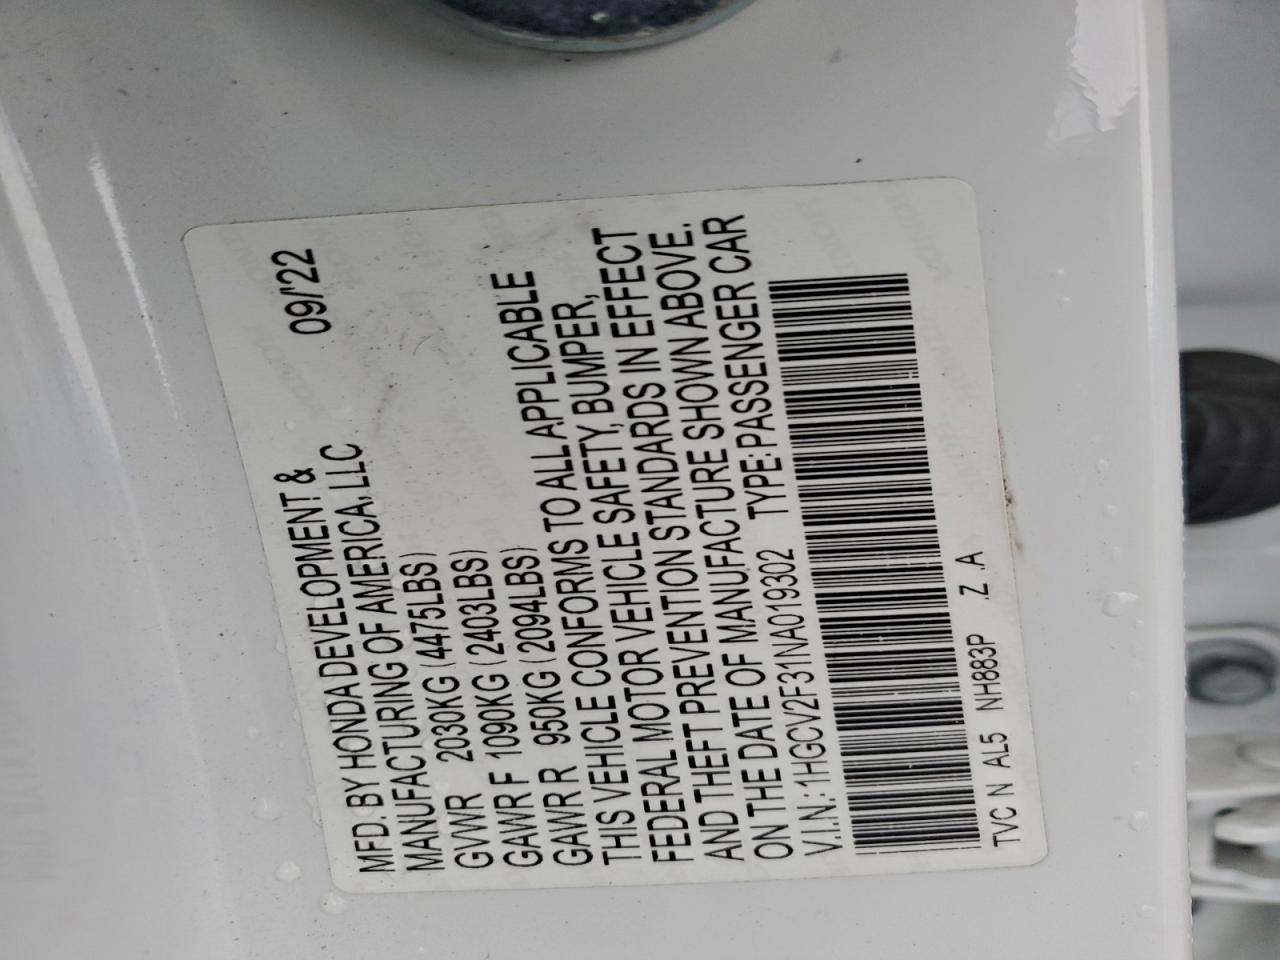 MFD. BY HONDA DEVELOPMENT & 09/22
MANUFACTURING OF AMERICA, LLC
GVWR 2030KG (4475LBS)
GAWR F 1090KG (2403LBS)
GAWR R 950KG (2094LBS)
THIS VEHICLE CONFORMS TO ALL APPLICABLE
FEDERAL MOTOR VEHICLE SAFETY, BUMPER,
AND THEFT PREVENTION STANDARDS IN EFFECT
ON THE DATE OF MANUFACTURE SHOWN ABOVE.
V.I.N.: 1HGCV2F31NA019302 TYPE: PASSENGER CAR
TVC N AL5 NH883P .Z .A